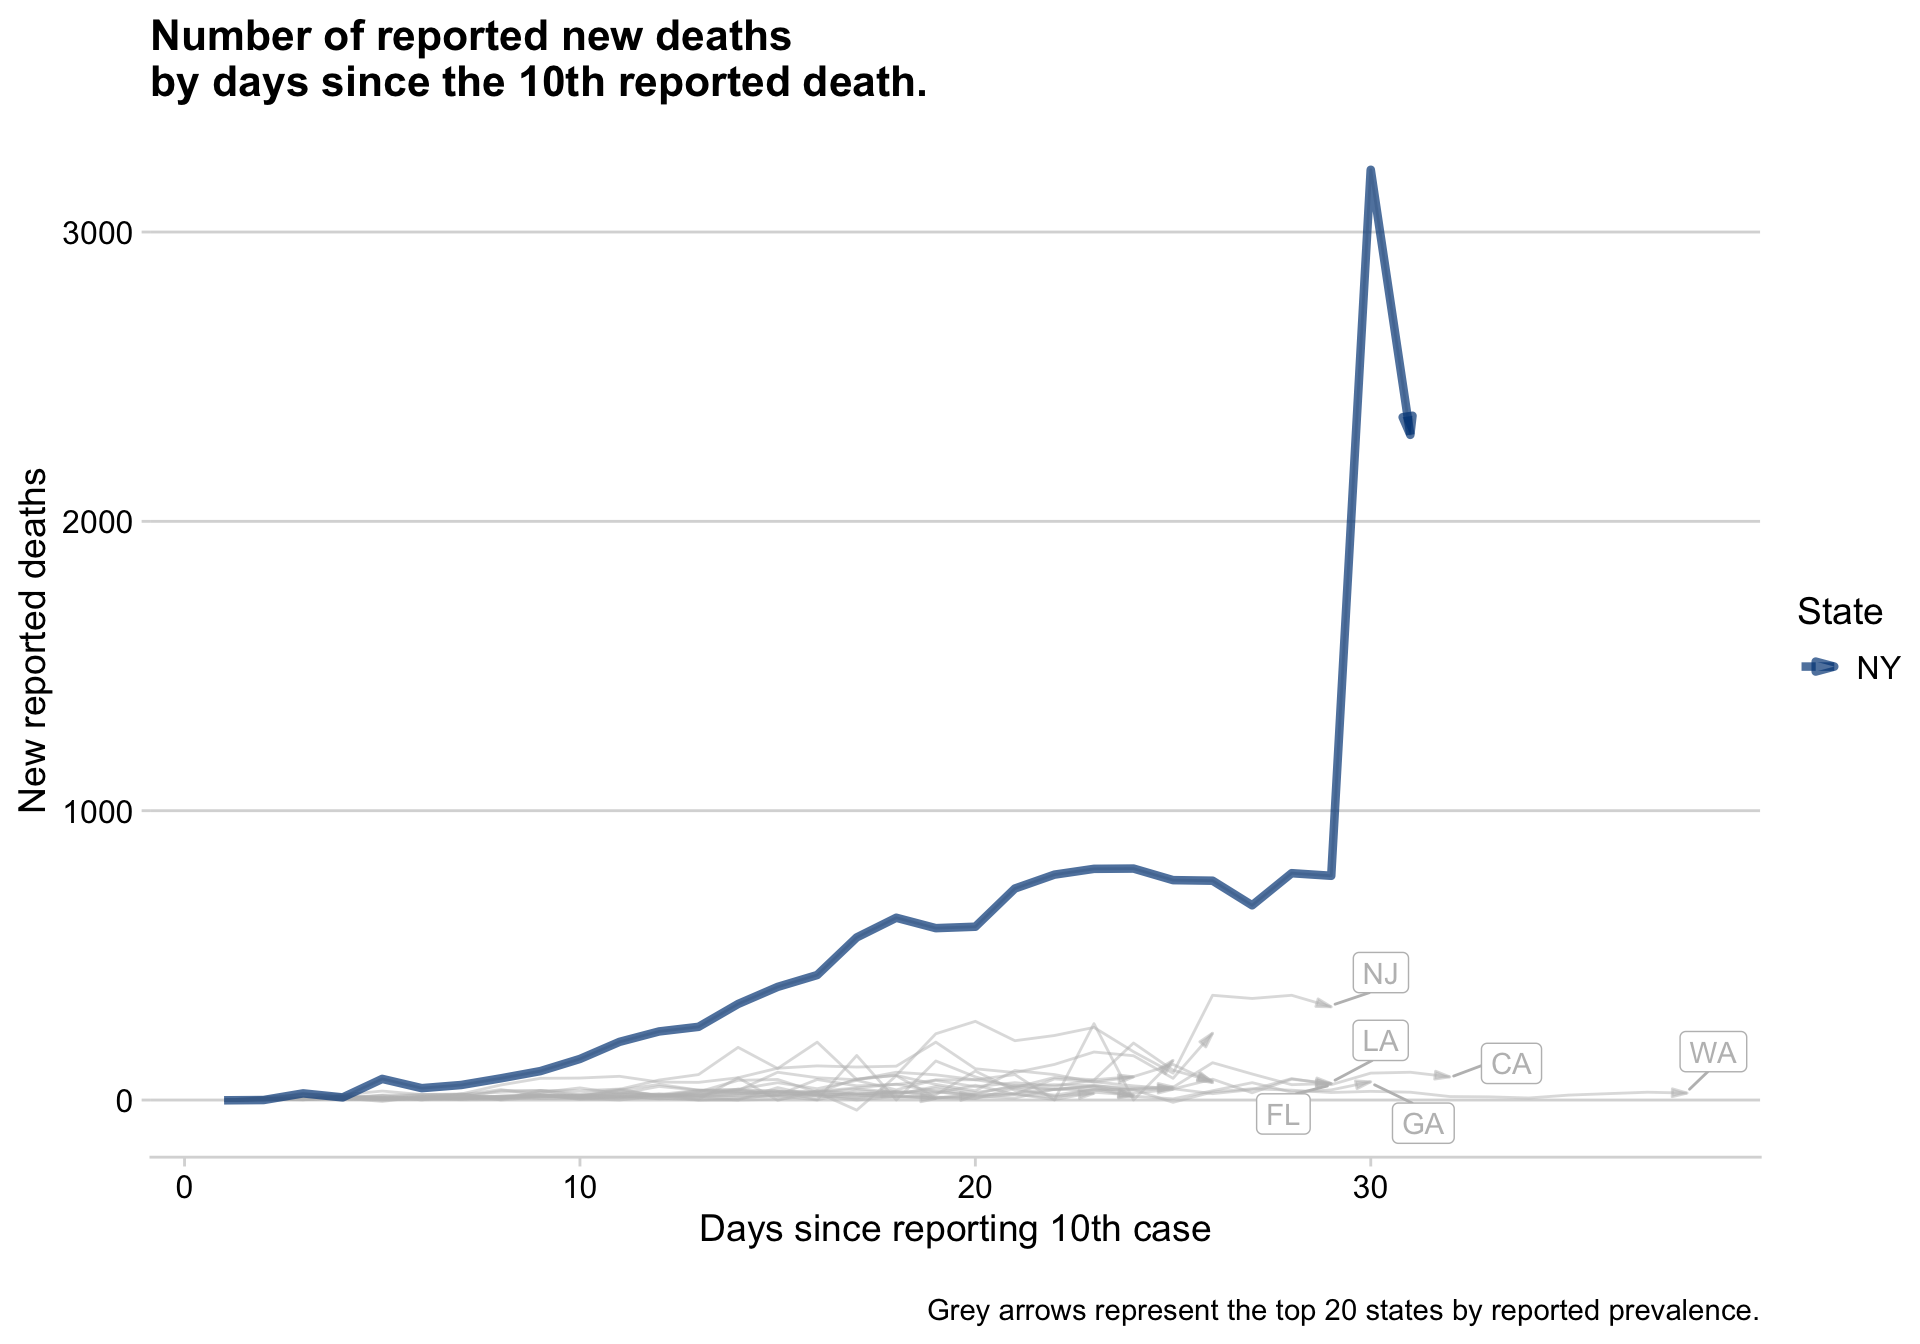 Number of reported new deaths
by days since the 10th reported death.
New reported deaths
3000
2000
1000
0
NJ
LA
CA
WA
FL
GA
0 10 20 30
Days since reporting 10th case
State
NY
Grey arrows represent the top 20 states by reported prevalence.